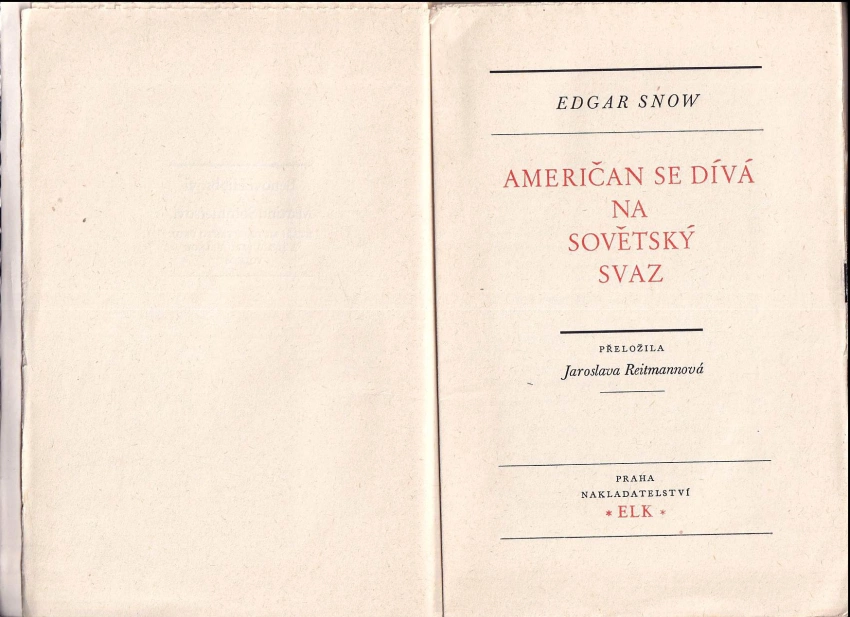 EDGAR SNOW
AMERIČAN SE DÍVÁ
NA
SOVĚTSKÝ
SVAZ
PŘELOŽILA
Jaroslava Reitmannová
PRAHA
NAKLADATELSTVÍ
* ELK *